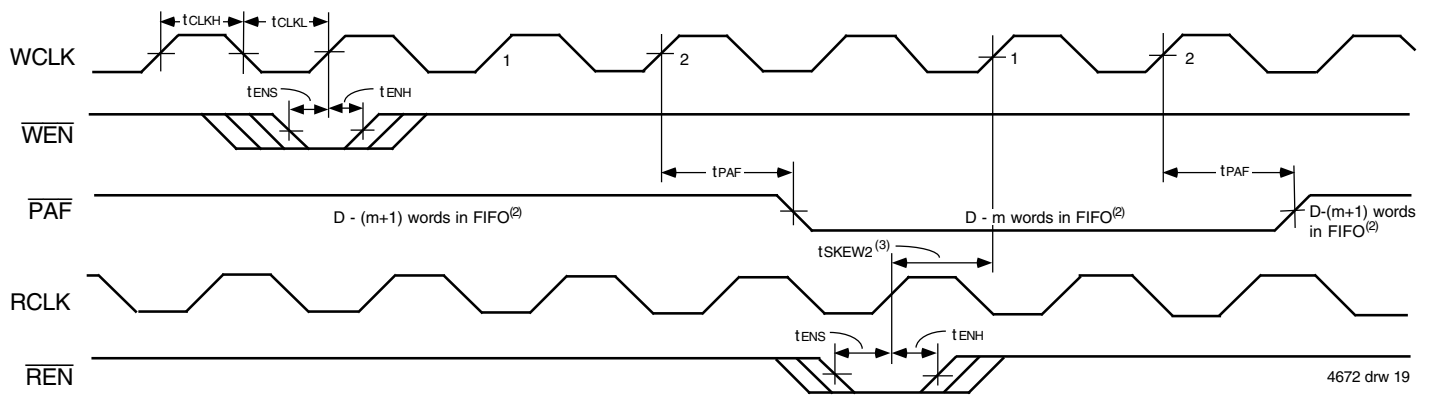 tCLKH
tCLKL
WCLK
1
2
1
2
tENS
tENH
WEN
tPAF
tPAF
PAF
D - (m+1) words in FIFO(2)
D - m words in FIFO(2)
D-(m+1) words
in FIFO(2)
tSKEW2(3)
RCLK
tENS
tENH
REN
4672 drw 19